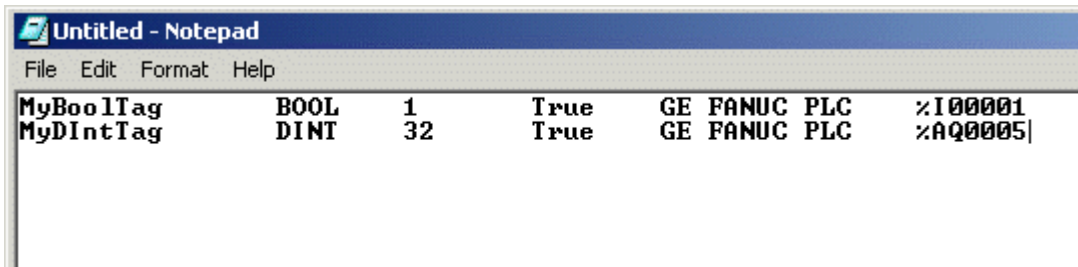 Untitled - Notepad
File Edit Format Help
MyBoolTag BOOL 1 True GE FANUC PLC %I00001
MyDIntTag DINT 32 True GE FANUC PLC %AQ0005